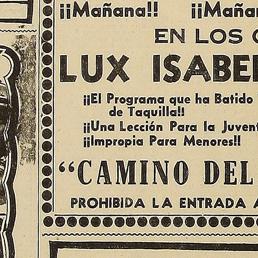 ¡¡Mañana!! ¡¡Mañan
EN LOS
LUX ISABE
¡¡El Programa que ha Batido
de Taquilla!!
¡¡Una Lección Para la Juvent
¡¡Impropia Para Menores!!
"CAMINO DEL
PROHIBIDA LA ENTRADA A